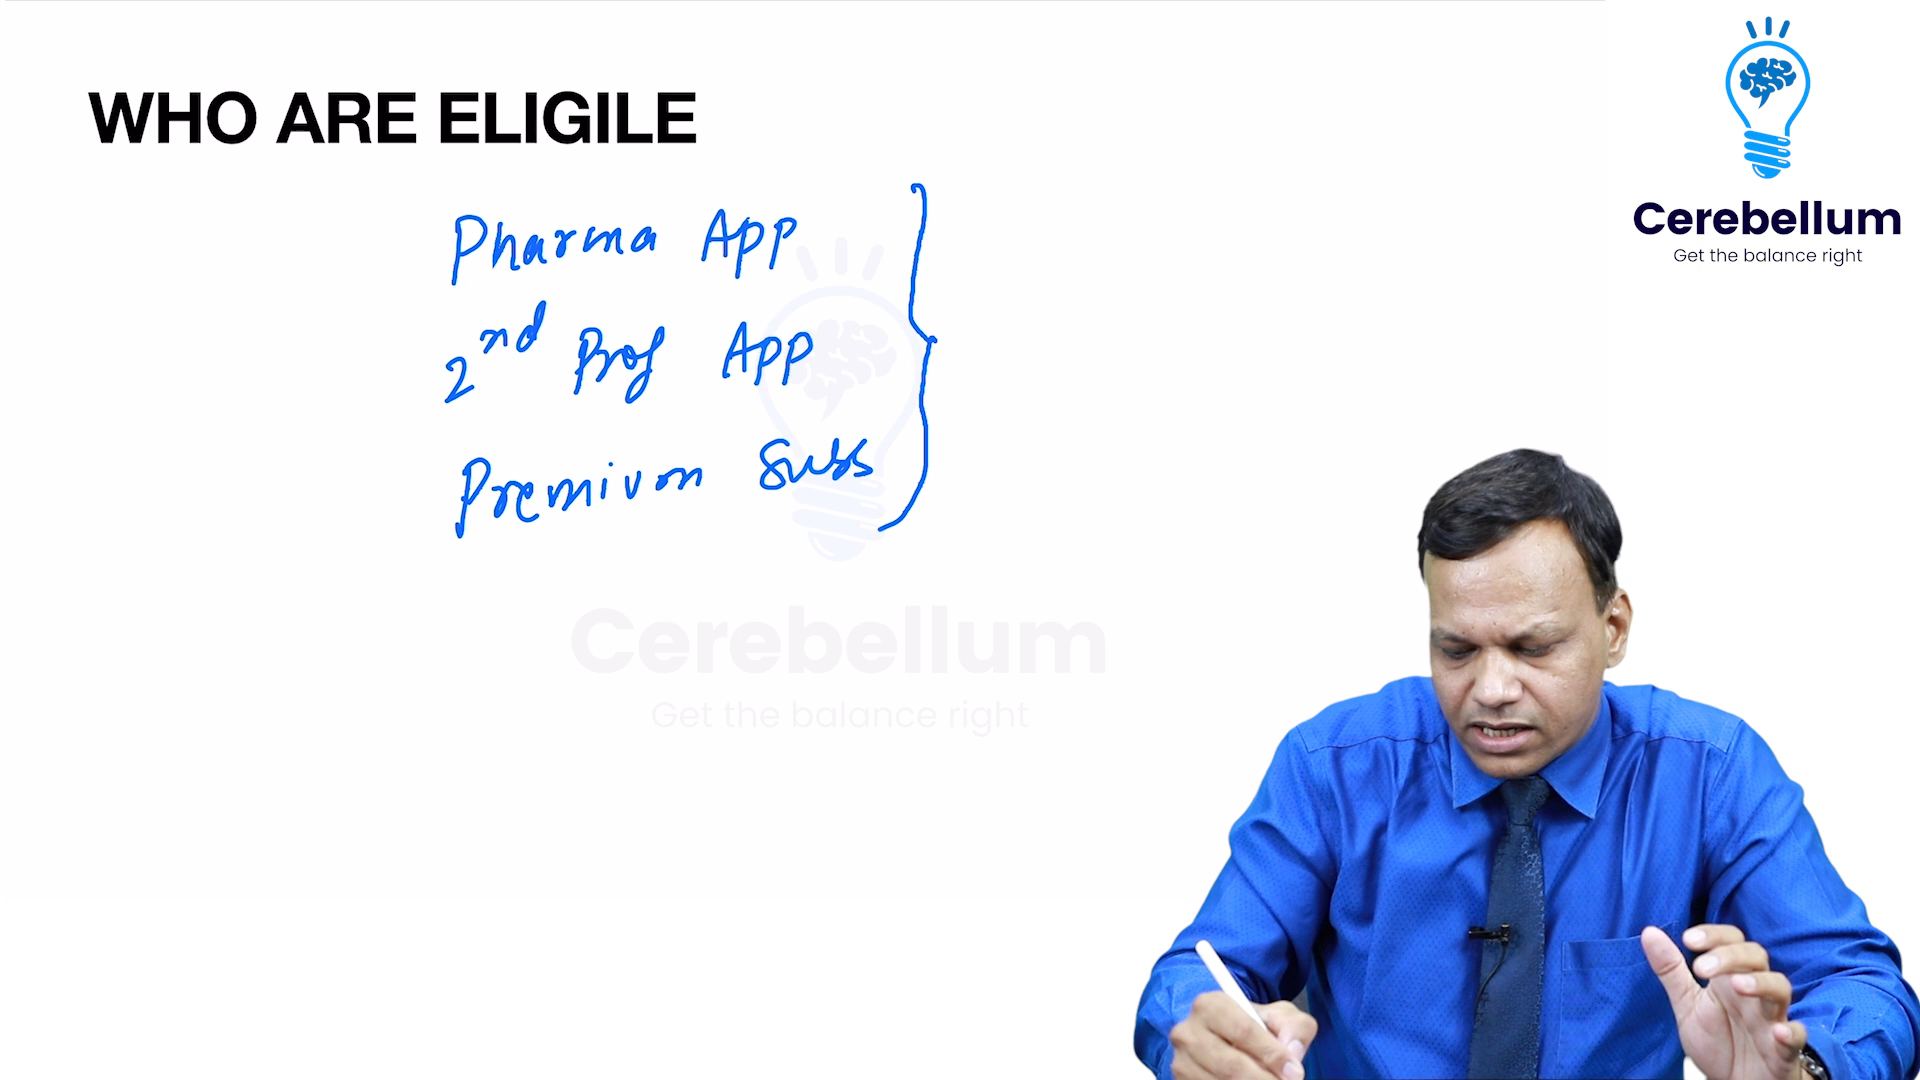 WHO ARE ELIGILE
Pharma App
2nd Prof App
Premium Subs
Cerebellum
Get the balance right
Cerebellum
Get the balance right